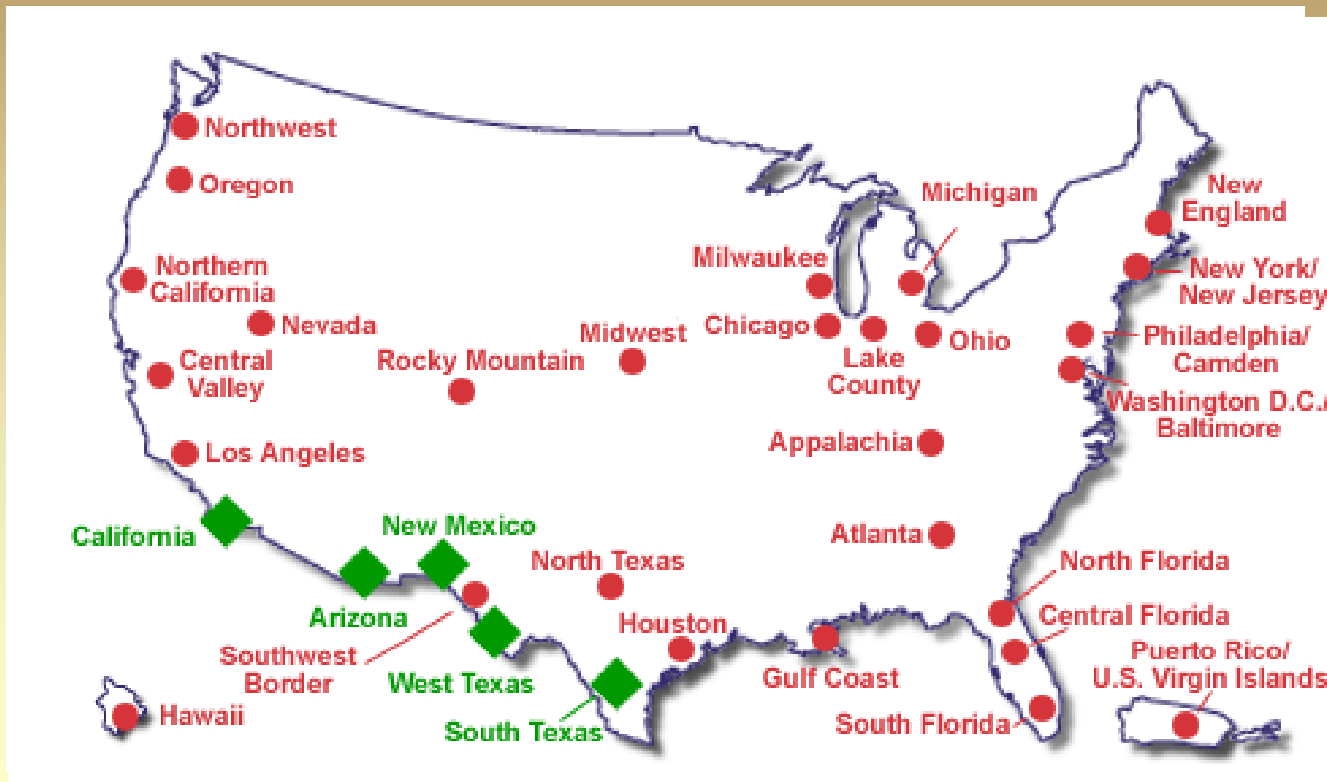 Northwest
Oregon
Michigan
New
England
Northern
California
Milwaukee
New York/
New Jersey
Nevada
Midwest
Chicago
Ohio
Philadelphia/
Camden
Central
Valley
Rocky Mountain
Lake
County
Washington D.C./
Baltimore
Los Angeles
Appalachia
California
New Mexico
Atlanta
North Texas
North Florida
Arizona
Houston
Central Florida
Southwest
Border
West Texas
Gulf Coast
Puerto Rico/
U.S. Virgin Islands
Hawaii
South Texas
South Florida